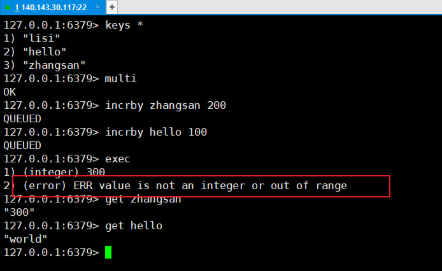 1 140.143.30.117:22 × +
127.0.0.1:6379> keys *
1) "lisi"
2) "hello"
3) "zhangsan"
127.0.0.1:6379> multi
OK
127.0.0.1:6379> incrby zhangsan 200
QUEUED
127.0.0.1:6379> incrby hello 100
QUEUED
127.0.0.1:6379> exec
1) (integer) 300
2) (error) ERR value is not an integer or out of range
127.0.0.1:6379> get zhangsan
"300"
127.0.0.1:6379> get hello
"world"
127.0.0.1:6379>